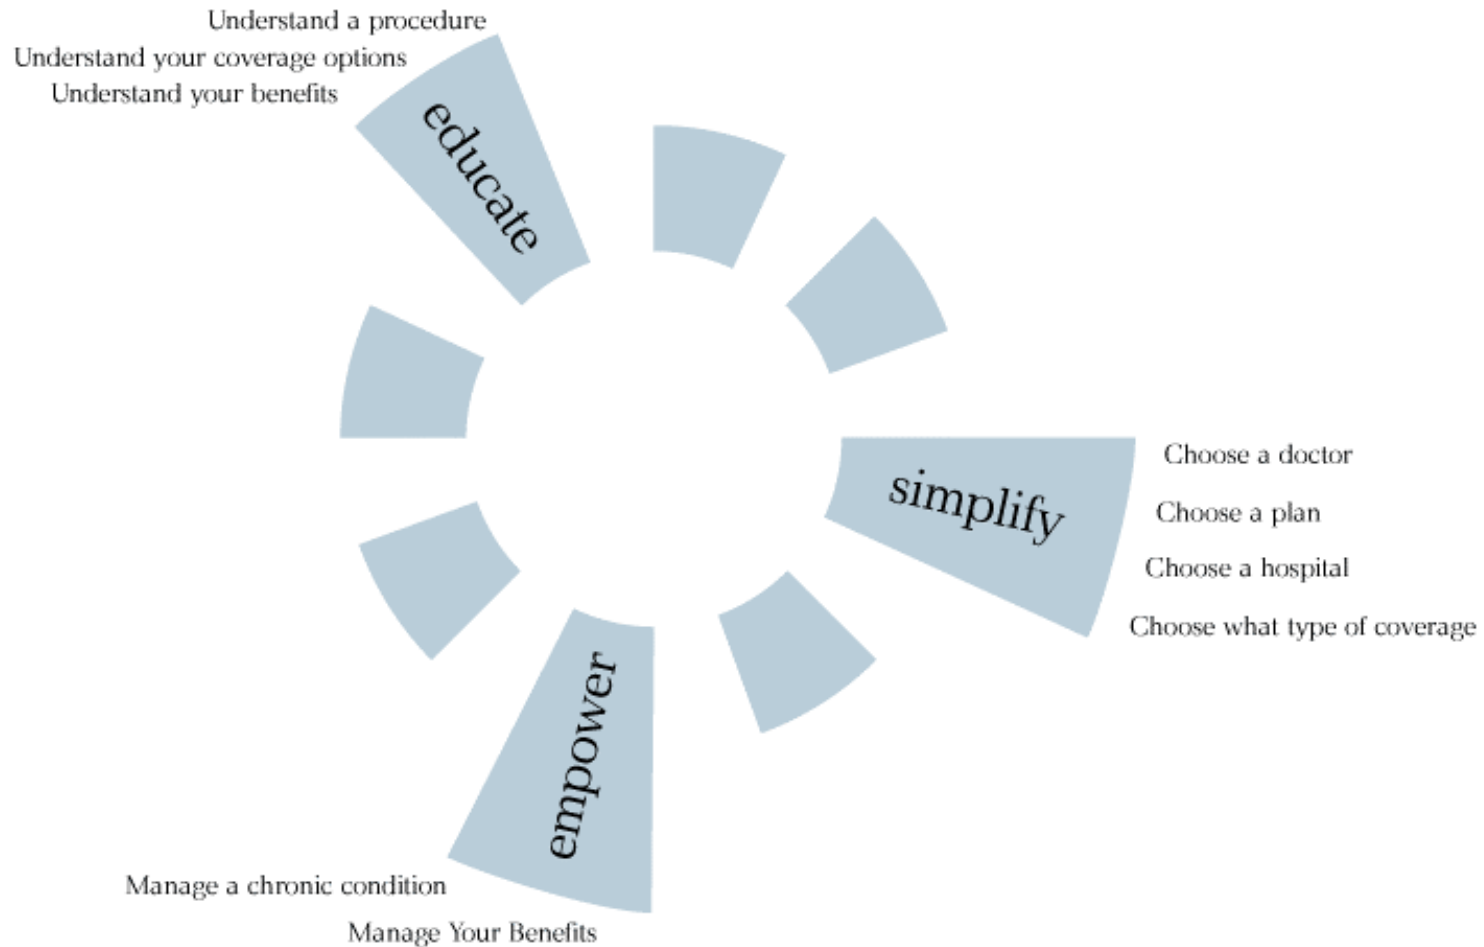 Understand a procedure
Understand your coverage options
Understand your benefits
educate
simplify
Choose a doctor
Choose a plan
Choose a hospital
Choose what type of coverage
empower
Manage a chronic condition
Manage Your Benefits